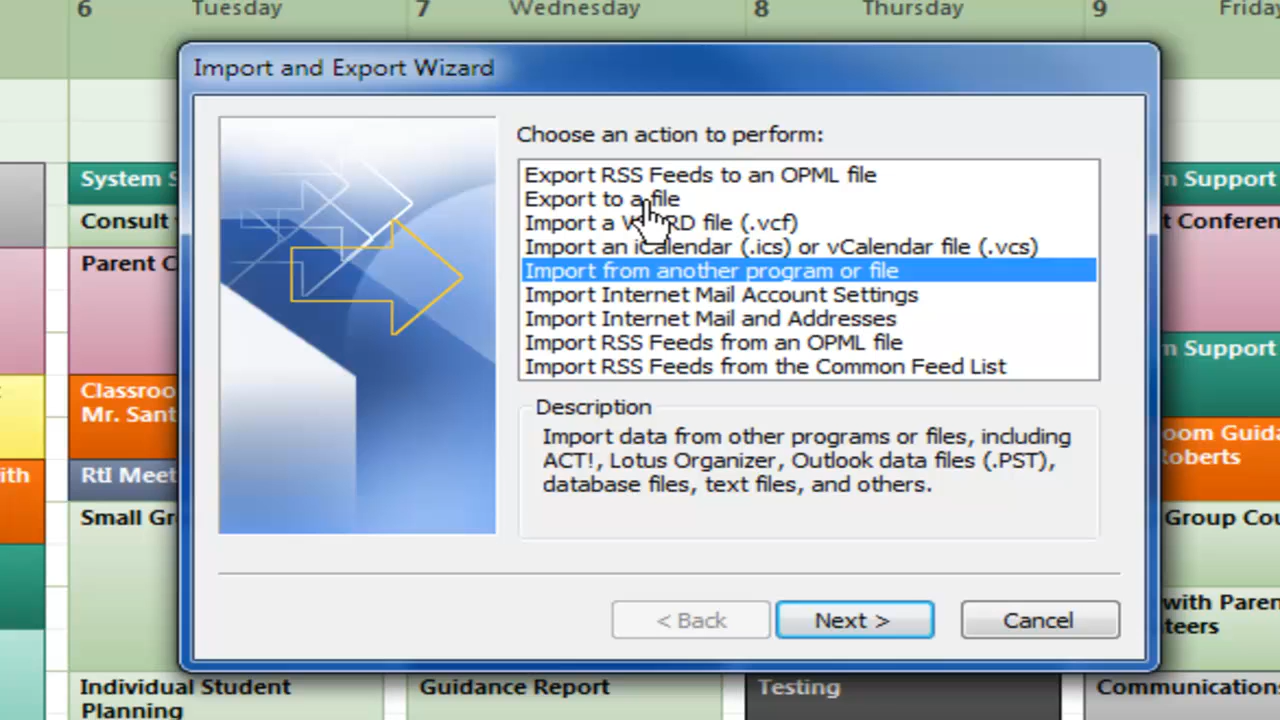 6 Tuesday 7 Wednesday 8 Thursday 9 Friday
Import and Export Wizard
Choose an action to perform:
Export RSS Feeds to an OPML file
Export to a file
Import a VCARD file (.vcf)
Import an iCalendar (.ics) or vCalendar file (.vcs)
Import from another program or file
Import Internet Mail Account Settings
Import Internet Mail and Addresses
Import RSS Feeds from an OPML file
Import RSS Feeds from the Common Feed List
Description
Import data from other programs or files, including
ACT!, Lotus Organizer, Outlook data files (.PST),
database files, text files, and others.
< Back Next > Cancel
ith
System S
Consult
Parent C
Classroo
Mr. Sant
RtI Meet
Small Gr
Individual Student
Planning
Guidance Report
Testing
m Support
t Conferenc
m Support
oom Guida
Roberts
Group Cou
with Paren
teers
Communications